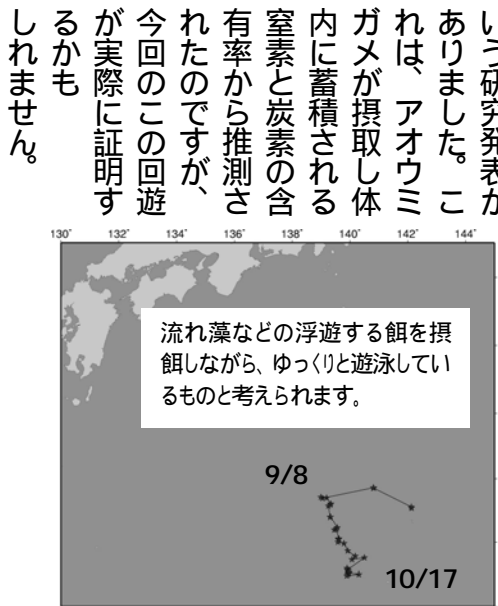 いう研究発表が
ありました。こ
れは、アオウミ
ガメが摂取し体
内に蓄積される
窒素と炭素の含
有率から推測さ
れたのですが、
今回のこの回遊
が実際に証明す
るかも
しれません。
130° 132° 134° 136° 138° 140° 142° 144°
流れ藻などの浮遊する餌を摂
餌しながら、ゆっくりと遊泳してい
るものと考えられます。
9/8
10/17